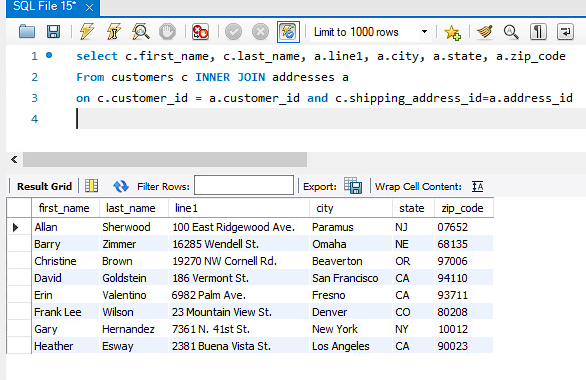 SQL File 15* ×
Limit to 1000 rows
1 select c.first_name, c.last_name, a.line1, a.city, a.state, a.zip_code
2 From customers c INNER JOIN addresses a
3 on c.customer_id = a.customer_id and c.shipping_address_id=a.address_id
4
Result Grid Filter Rows: Export: Wrap Cell Content: IA
first_name last_name line1 city state zip_code
Allan Sherwood 100 East Ridgewood Ave. Paramus NJ 07652
Barry Zimmer 16285 Wendell St. Omaha NE 68135
Christine Brown 19270 NW Cornell Rd. Beaverton OR 97006
David Goldstein 186 Vermont St. San Francisco CA 94110
Erin Valentino 6982 Palm Ave. Fresno CA 93711
Frank Lee Wilson 23 Mountain View St. Denver CO 80208
Gary Hernandez 7361 N. 41st St. New York NY 10012
Heather Esway 2381 Buena Vista St. Los Angeles CA 90023